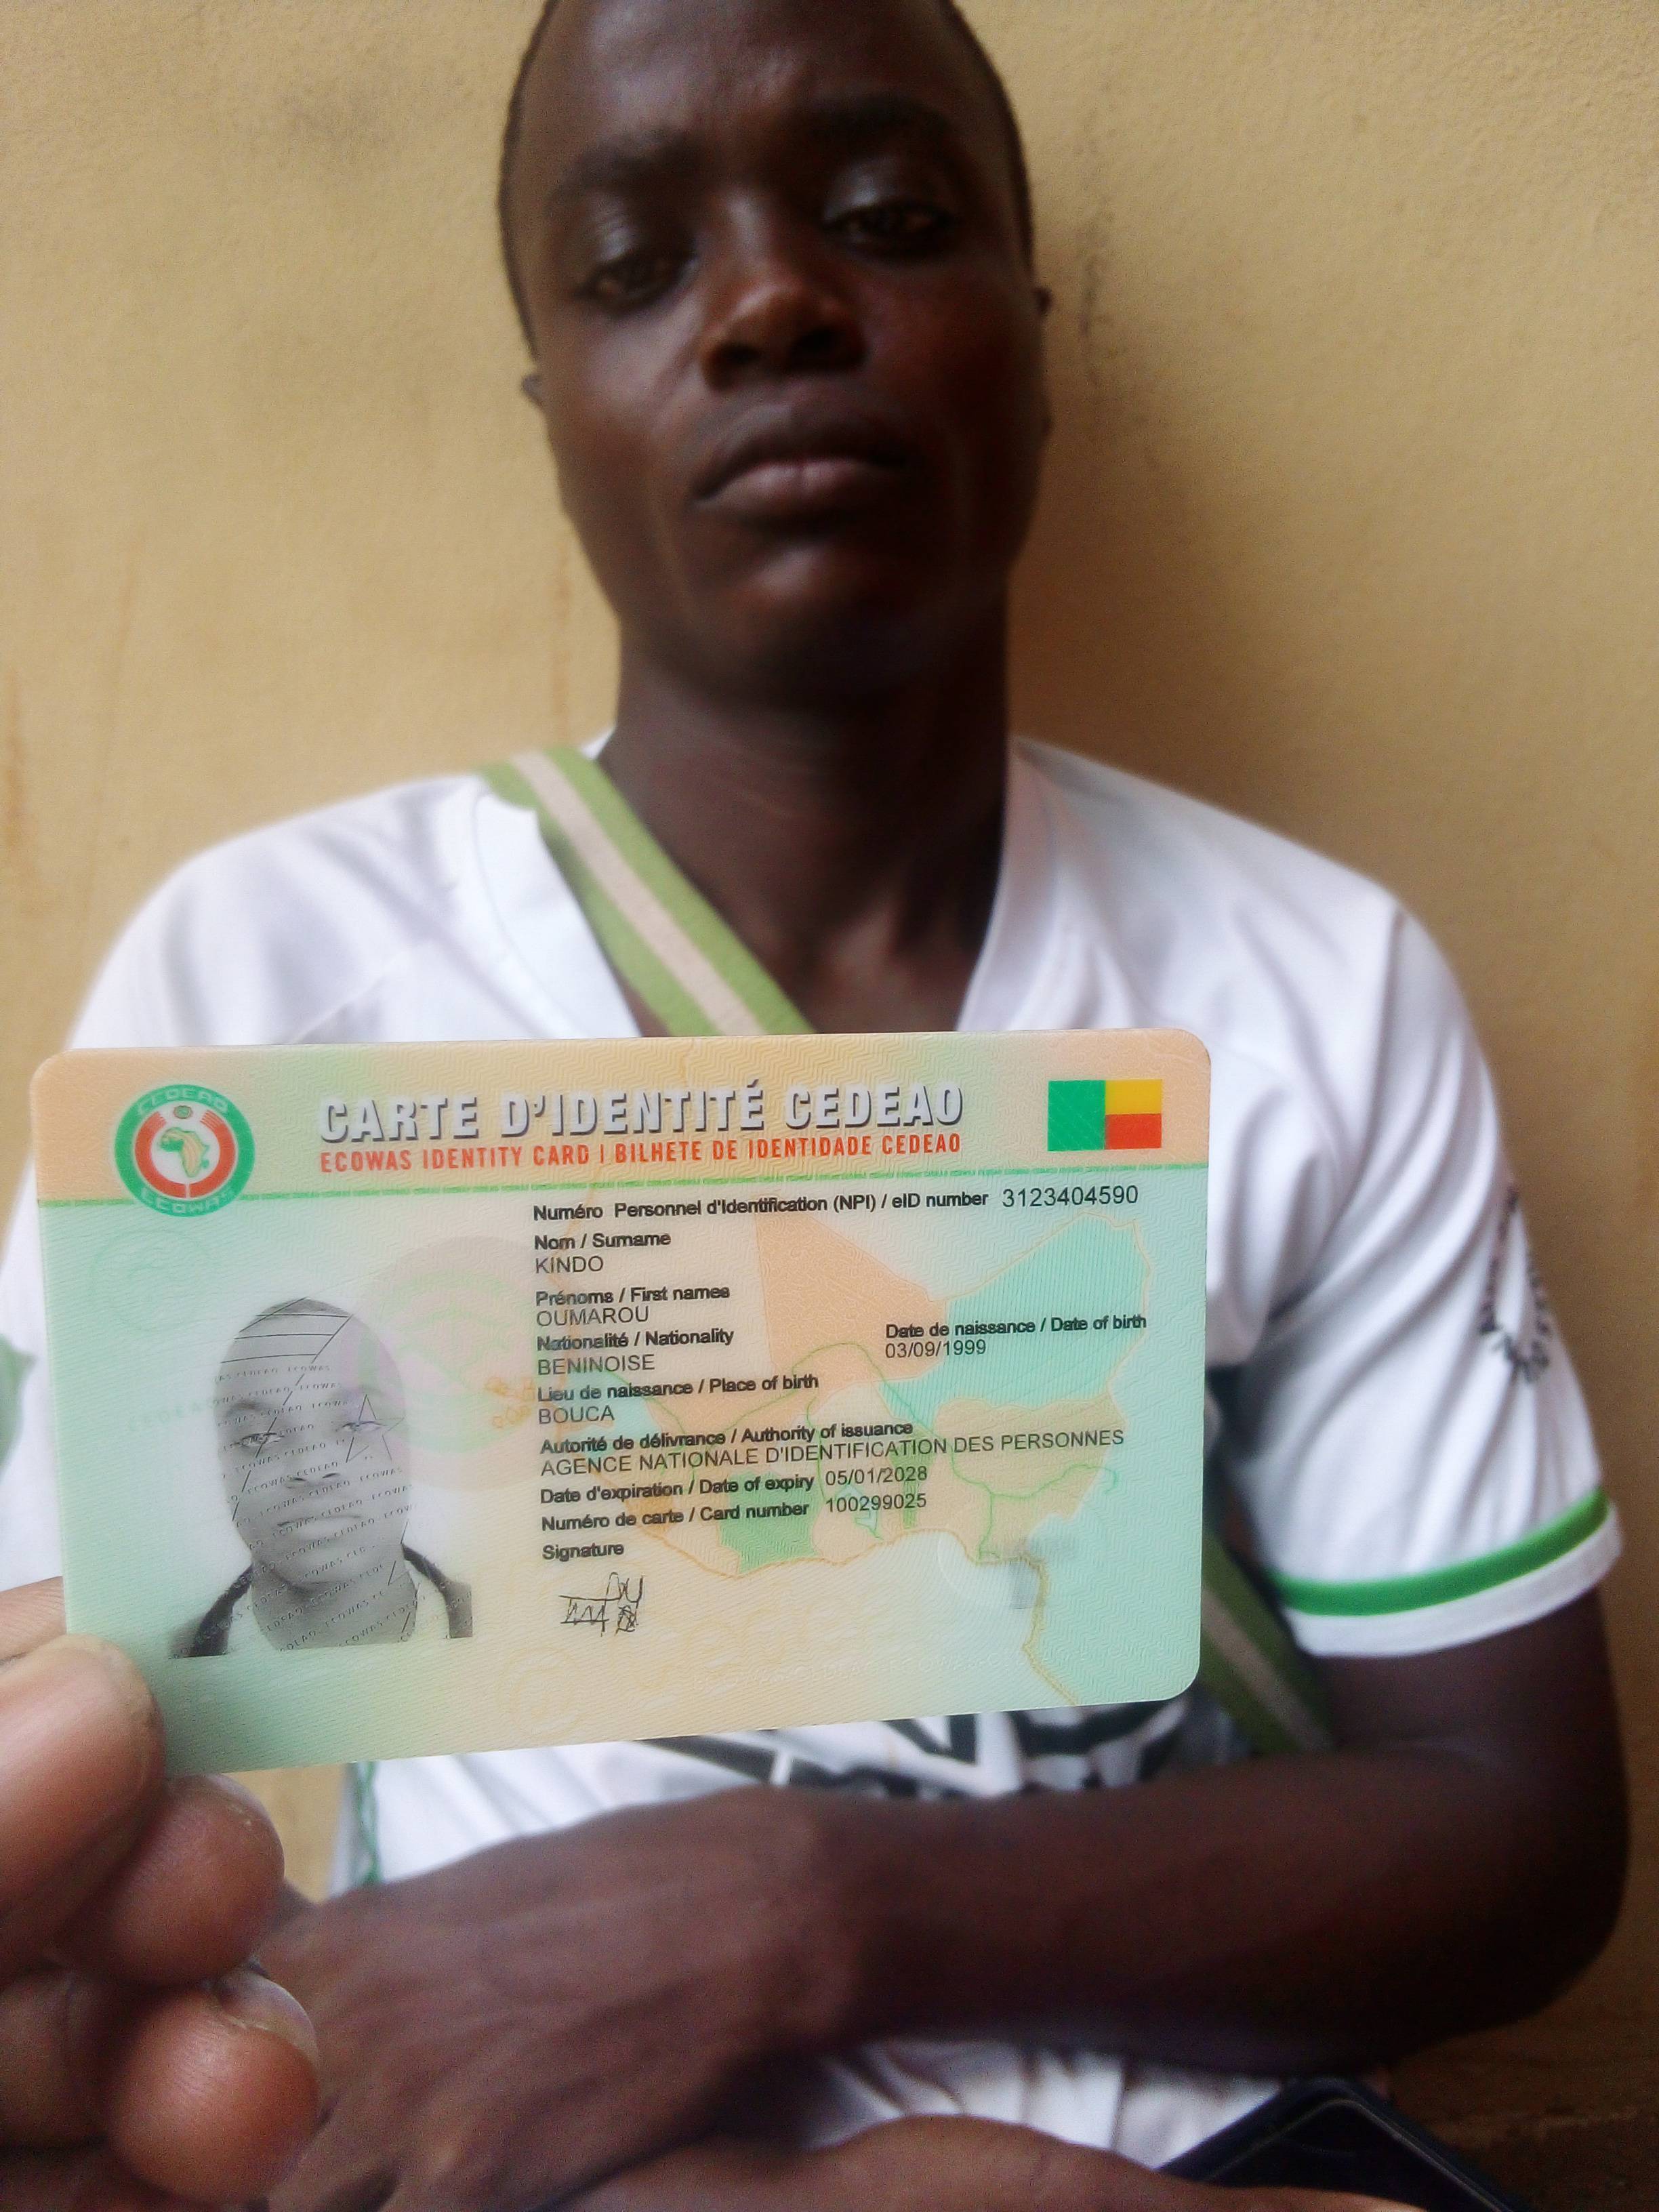 CEDEAO
ECOWAS
CARTE D'IDENTITÉ CEDEAO
ECOWAS IDENTITY CARD | BILHETE DE IDENTIDADE CEDEAO
Numéro Personnel d'Identification (NPI) / eID number 3123404590
Nom / Surname
KINDO
Prénoms / First names
OUMAROU
Nationalité / Nationality
BENINOISE
Date de naissance / Date of birth
03/09/1999
Lieu de naissance / Place of birth
BOUCA
Autorité de délivrance / Authority of issuance
AGENCE NATIONALE D'IDENTIFICATION DES PERSONNES
Date d'expiration / Date of expiry 05/01/2028
Numéro de carte / Card number 100299025
Signature